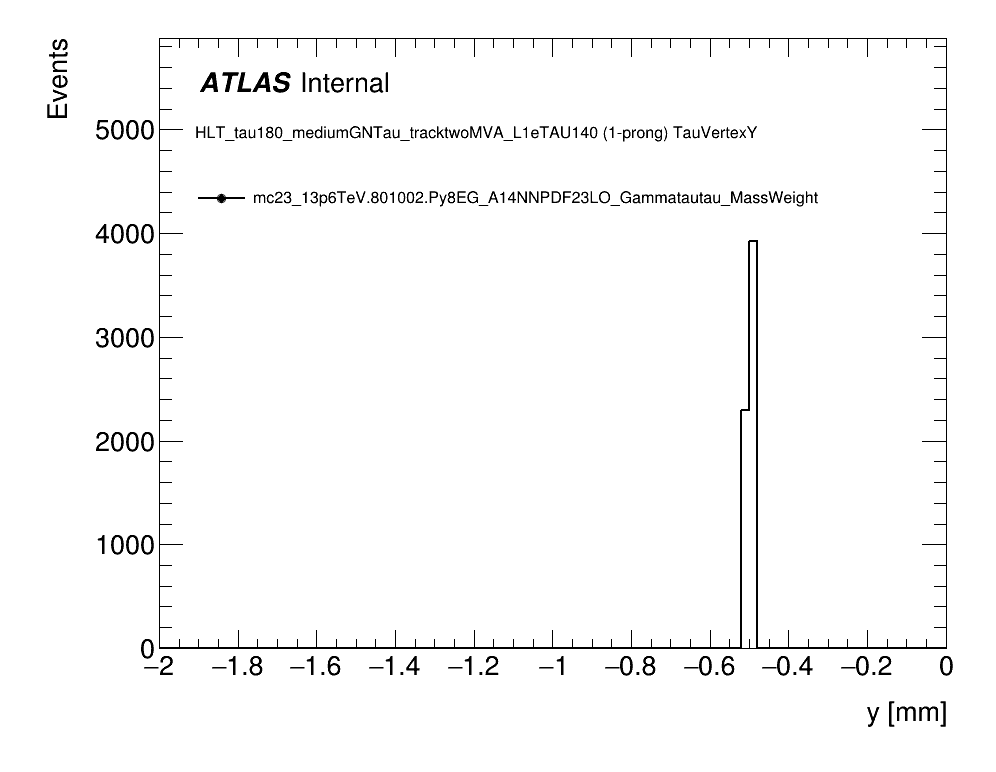 Events
ATLAS Internal
HLT_tau180_mediumGNTau_tracktwoMVA_L1eTAU140 (1-prong) TauVertexY
mc23_13p6TeV.801002.Py8EG_A14NNPDF23LO_Gammatautau_MassWeight
5000
4000
3000
2000
1000
0
−2 −1.8 −1.6 −1.4 −1.2 −1 −0.8 −0.6 −0.4 −0.2 0
y [mm]